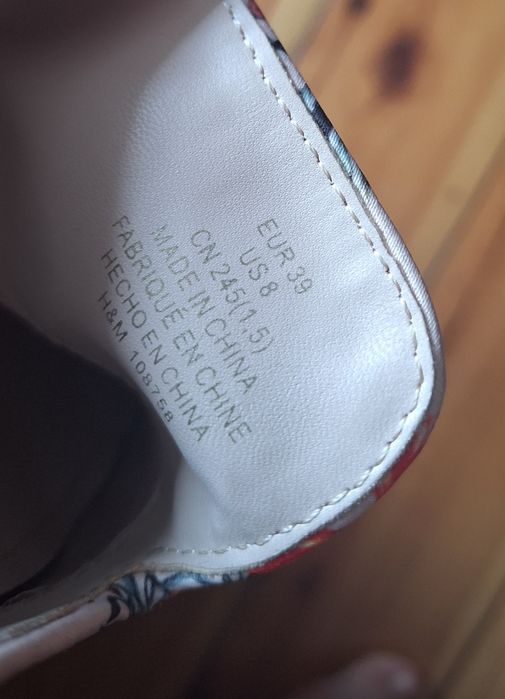 EUR 39
US 8
CN 245(1,5)
MADE IN CHINA
FABRIQUÉ EN CHINE
HECHO EN CHINA
H&M 108758